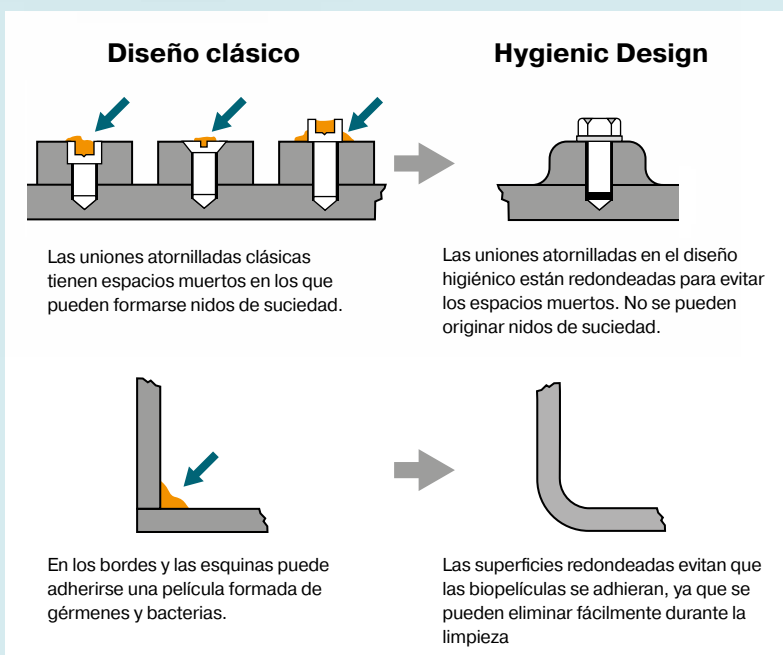 Diseño clásico
Hygienic Design
Las uniones atornilladas clásicas
tienen espacios muertos en los que
pueden formarse nidos de suciedad.
Las uniones atornilladas en el diseño
higiénico están redondeadas para evitar
los espacios muertos. No se pueden
originar nidos de suciedad.
En los bordes y las esquinas puede
adherirse una película formada de
gérmenes y bacterias.
Las superficies redondeadas evitan que
las biopelículas se adhieran, ya que se
pueden eliminar fácilmente durante la
limpieza